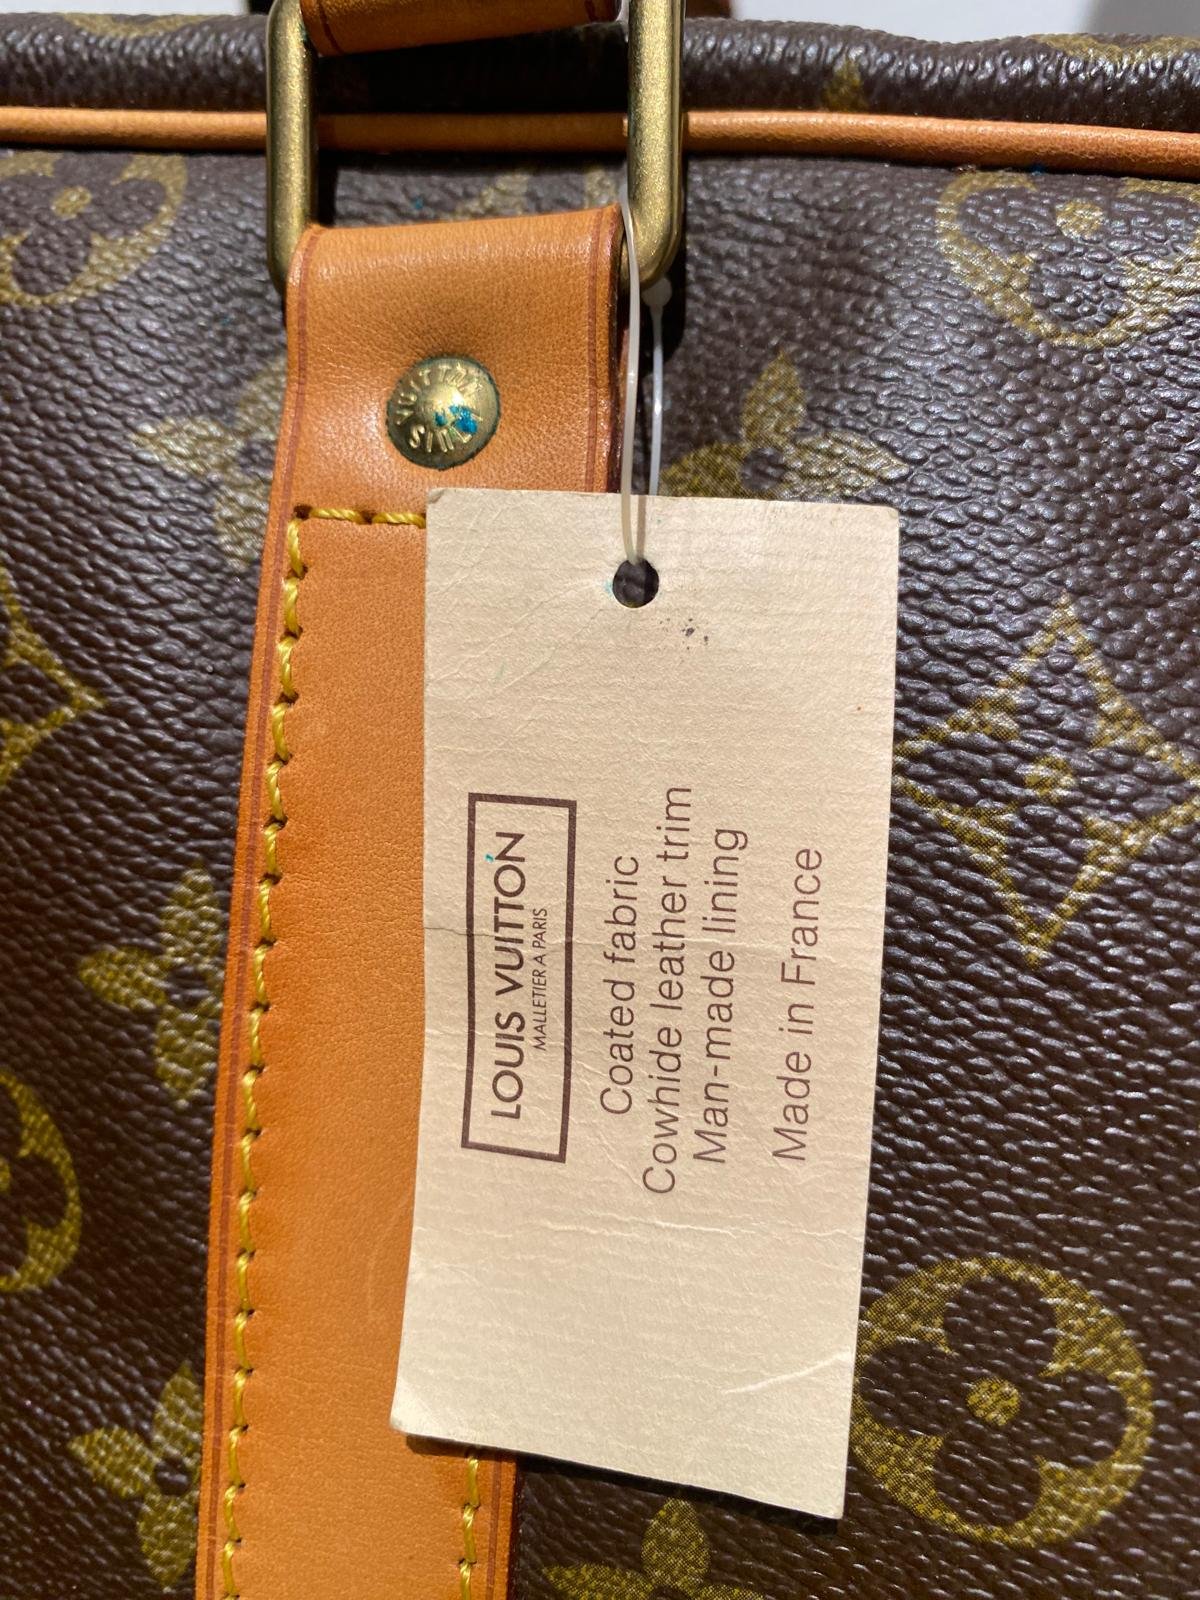 LOUIS VUITTON
MALLETIER A PARIS
Coated fabric
Cowhide leather trim
Man-made lining
Made in France